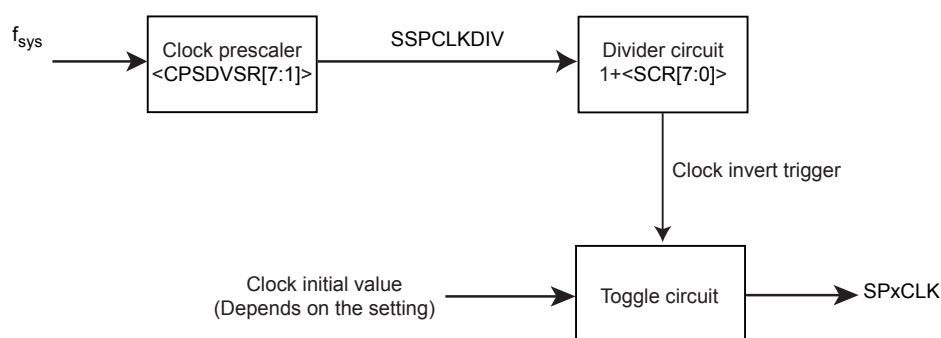 f_sys
Clock prescaler
<CPSDVSR[7:1]>
SSPCLKDIV
Divider circuit
1+<SCR[7:0]>
Clock invert trigger
Clock initial value
(Depends on the setting)
Toggle circuit
SPxCLK